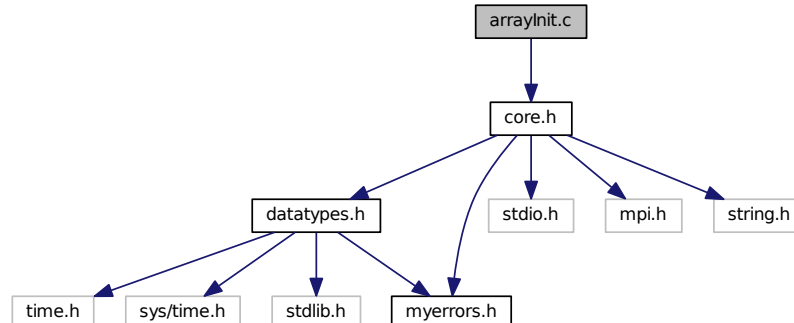 arrayInit.c
core.h
datatypes.h
stdio.h
mpi.h
string.h
time.h
sys/time.h
stdlib.h
myerrors.h